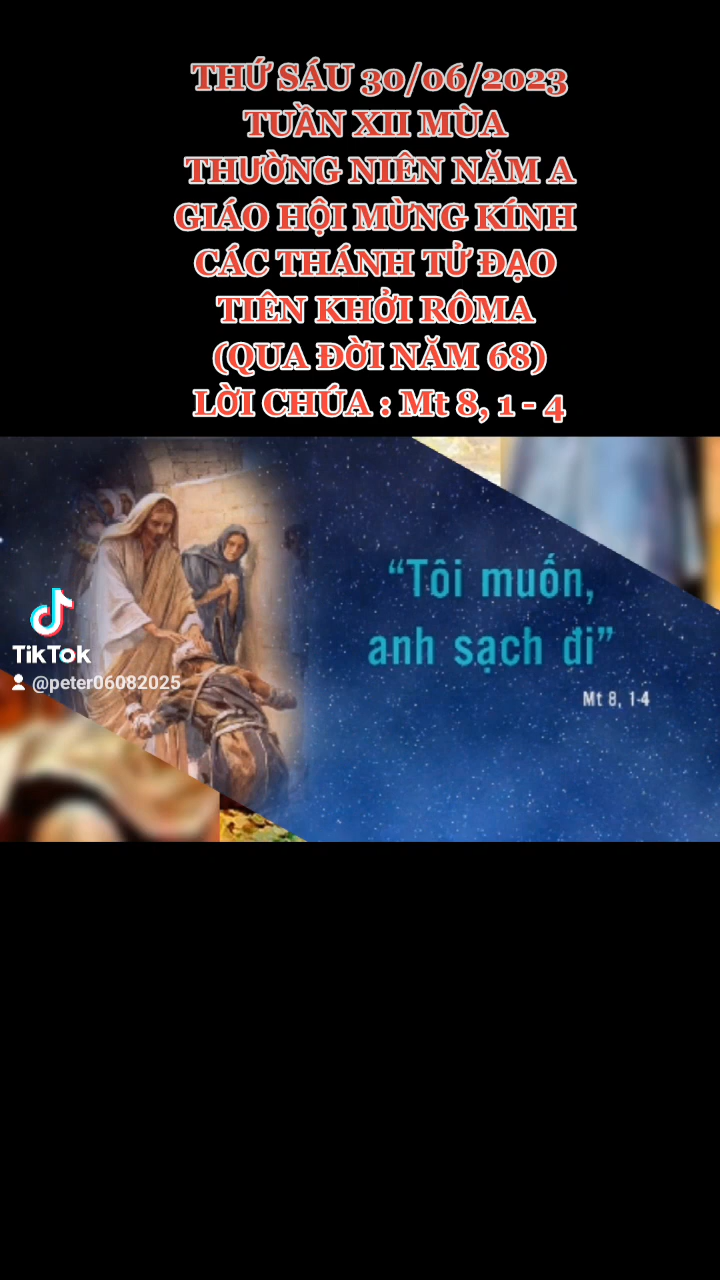 THỨ SÁU 30/06/2023
TUẦN XII MÙA
THƯỜNG NIÊN NĂM A
GIÁO HỘI MỪNG KÍNH
CÁC THÁNH TỬ ĐẠO
TIÊN KHỞI RÔMA
(QUA ĐỜI NĂM 68)
LỜI CHÚA : Mt 8, 1 - 4
“Tôi muốn,
anh sạch đi”
Mt 8, 1-4
TikTok
@peter06082025